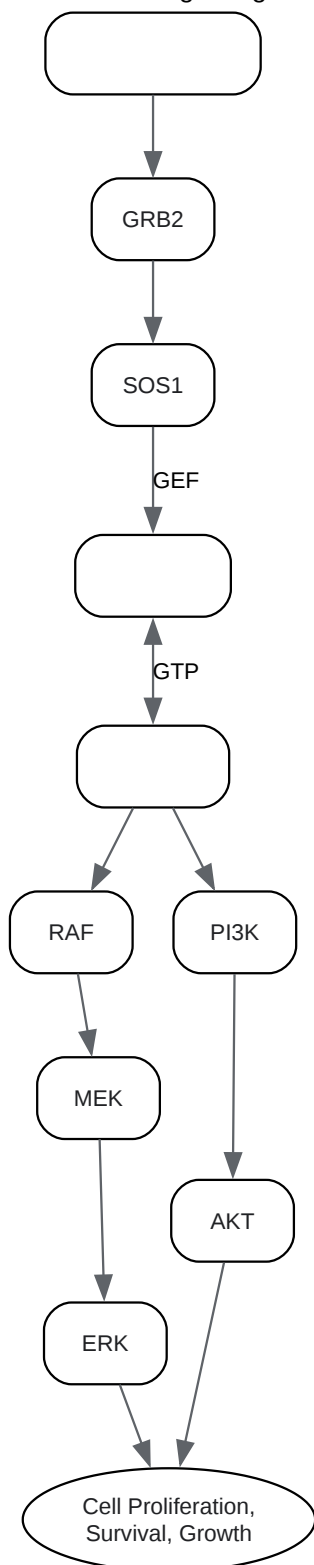 GRB2
SOS1
GEF
GTP
RAF
PI3K
MEK
AKT
ERK
Cell Proliferation,
Survival, Growth